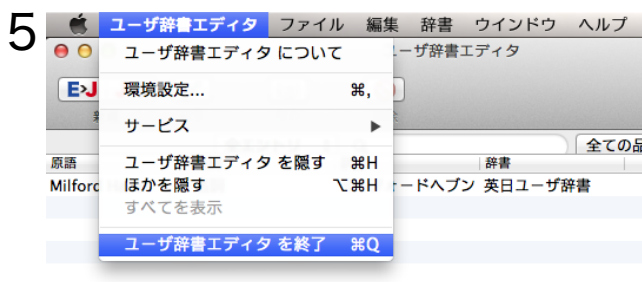 5
ユーザ辞書エディタ ファイル 編集 辞書 ウインドウ ヘルプ
ーザ辞書エディタ
E›J
ユーザ辞書エディタ について
環境設定... ⌘,
サービス ▶
全ての品
ユーザ辞書エディタ を隠す ⌘H
原語 辞書
ほかを隠す ⌥⌘H
Milford ードヘブン 英日ユーザ辞書
すべてを表示
ユーザ辞書エディタ を終了 ⌘Q